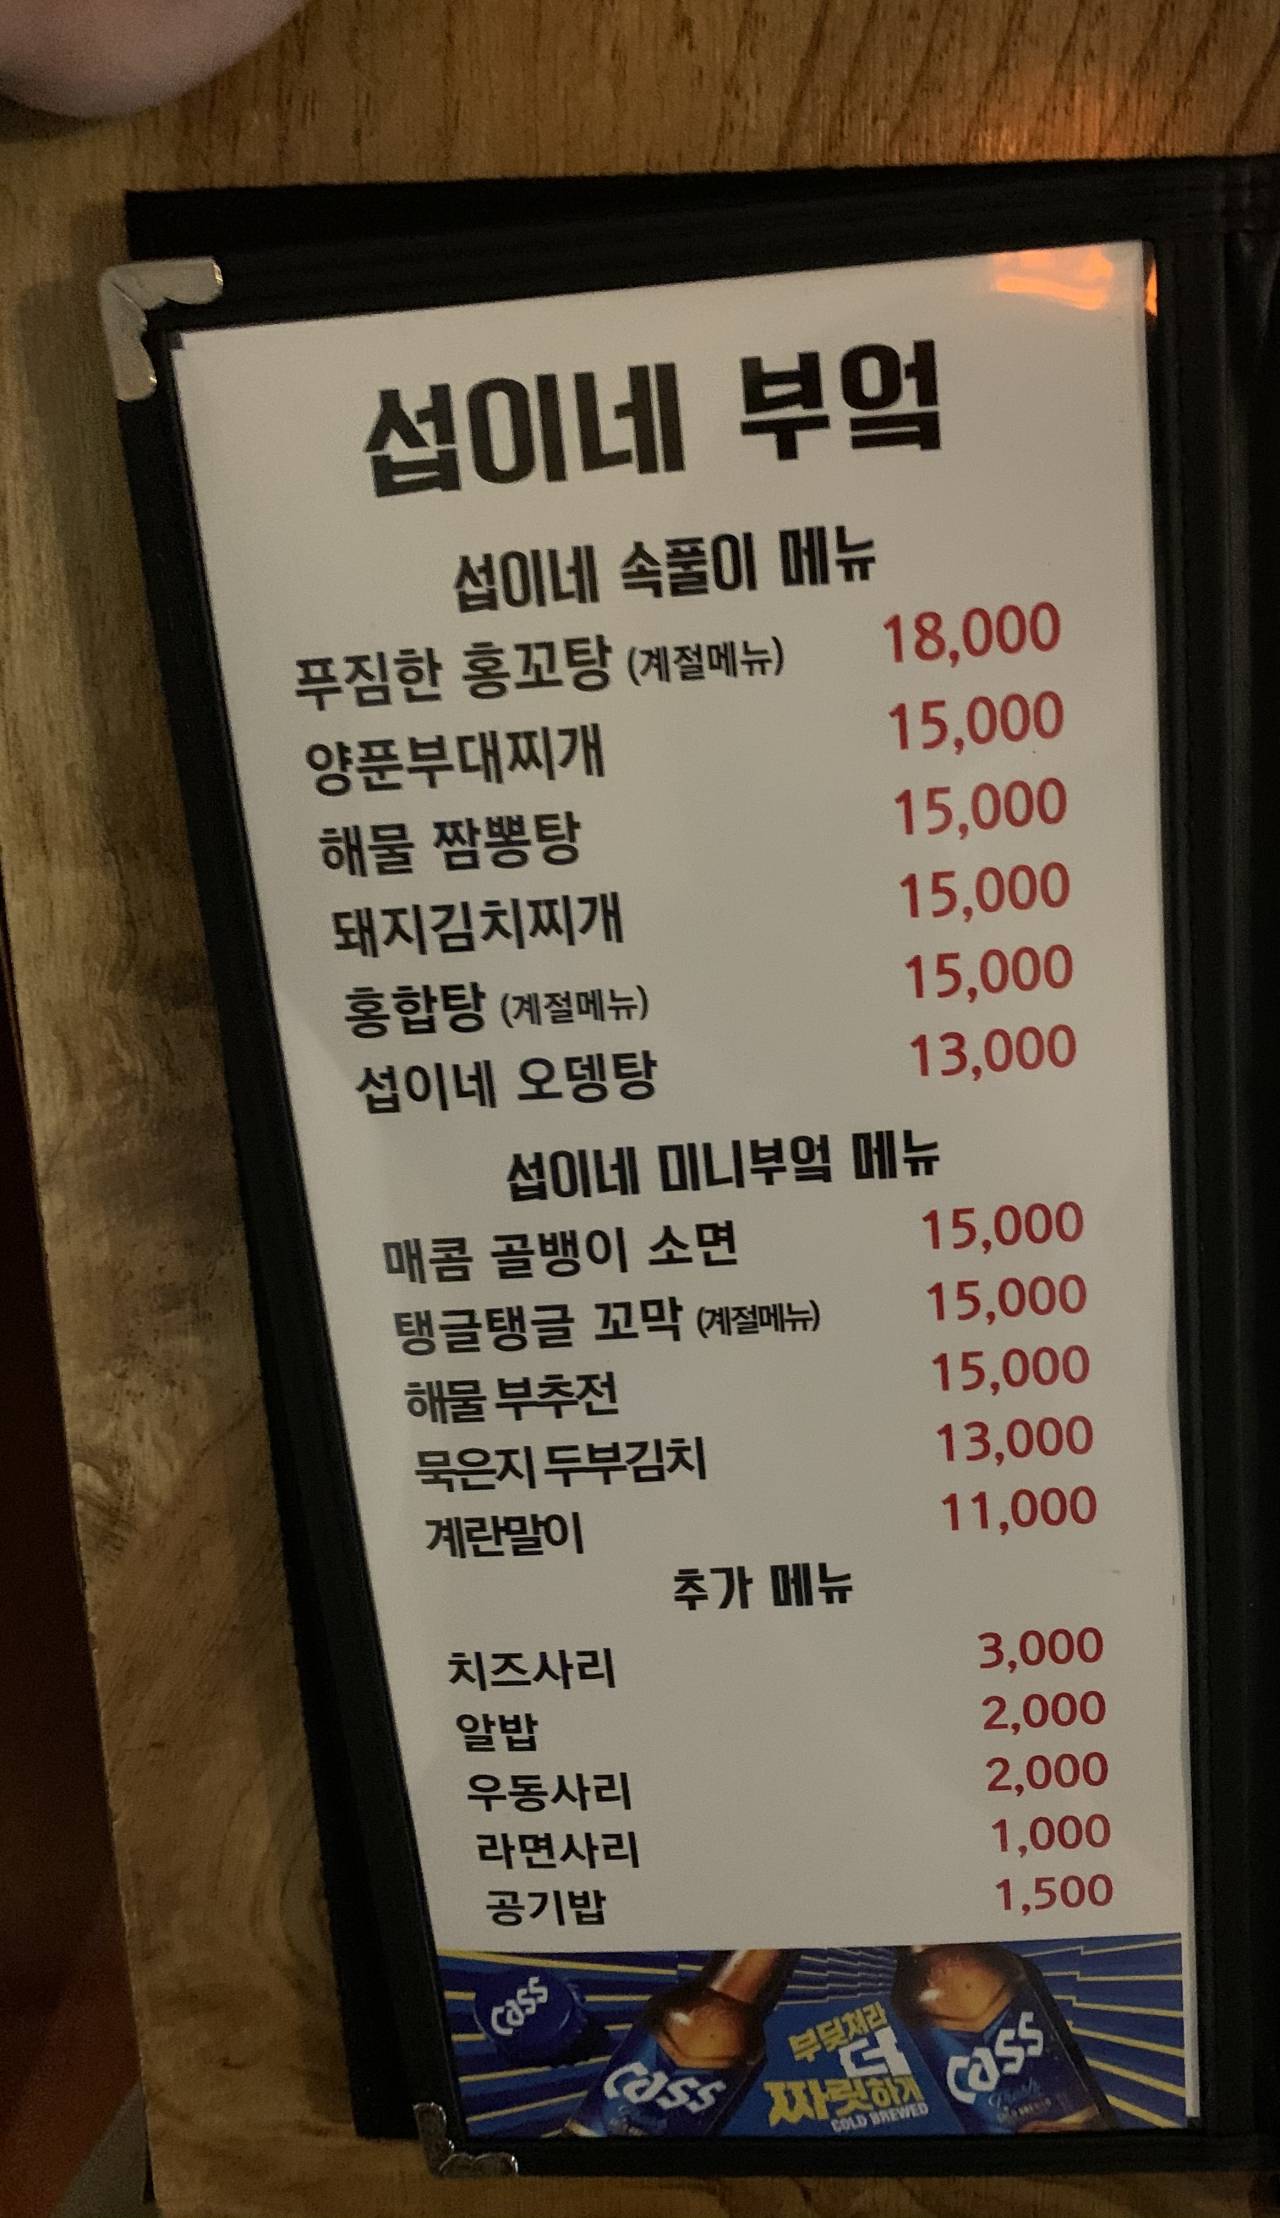 섭이네 부엌
섭이네 속풀이 메뉴
푸짐한 홍꼬탕 (계절메뉴) 18,000
양푼부대찌개 15,000
해물 짬뽕탕 15,000
돼지김치찌개 15,000
홍합탕 (계절메뉴) 15,000
섭이네 오뎅탕 13,000
섭이네 미니부엌 메뉴
매콤 골뱅이 소면 15,000
탱글탱글 꼬막 (계절메뉴) 15,000
해물 부추전 15,000
묵은지 두부김치 13,000
계란말이 11,000
추가 메뉴
치즈사리 3,000
알밥 2,000
우동사리 2,000
라면사리 1,000
공기밥 1,500
Cass
Cass
Cass
Fresh
부딪쳐라
더
짜릿하게
COLD BREWED